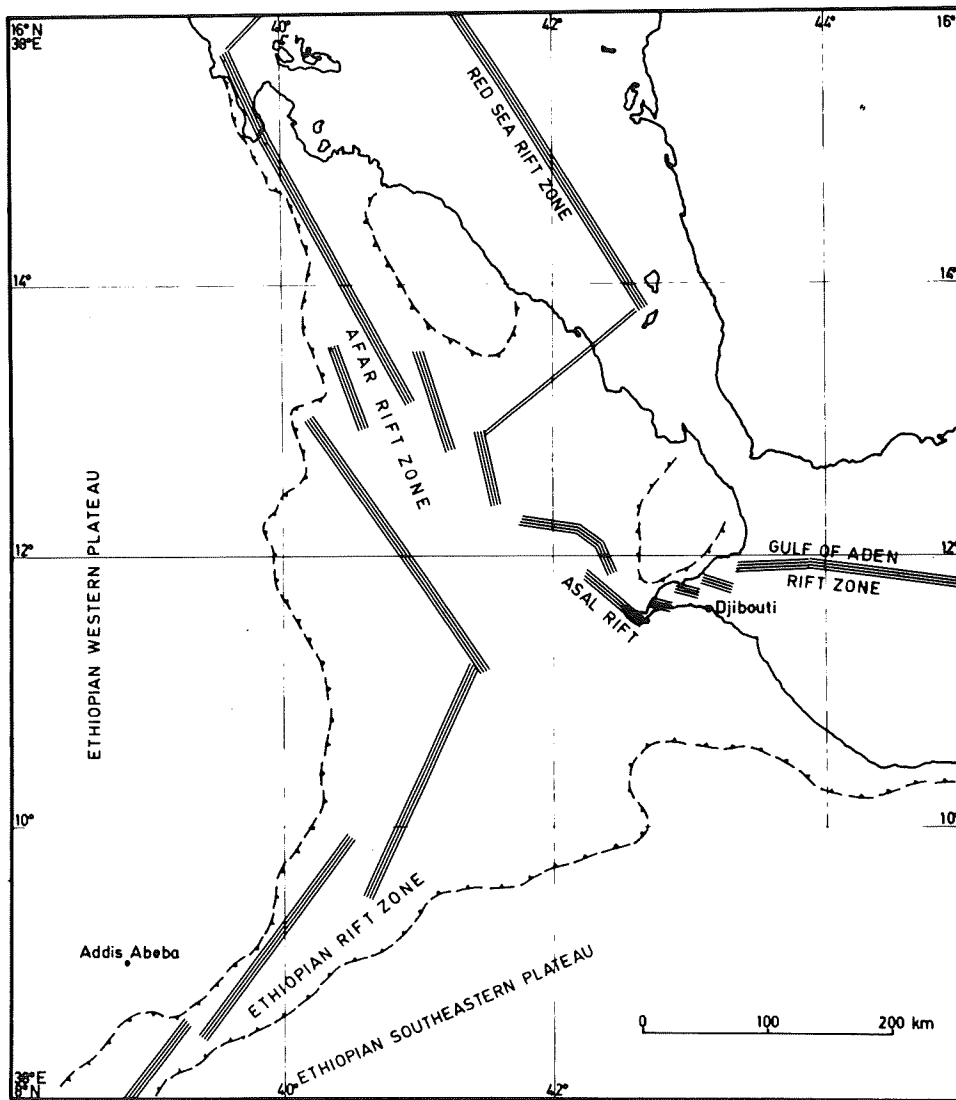 16°N
38°E
40°
42°
44°
16°
RED SEA RIFT ZONE
14°
14°
AFAR RIFT ZONE
ETHIOPIAN WESTERN PLATEAU
12°
12°
GULF OF ADEN
RIFT ZONE
ASAL RIFT
Djibouti
10°
10°
ETHIOPIAN RIFT ZONE
Addis Abeba
ETHIOPIAN SOUTHEASTERN PLATEAU
0 100 200 km
38°E
8°N
40°
42°